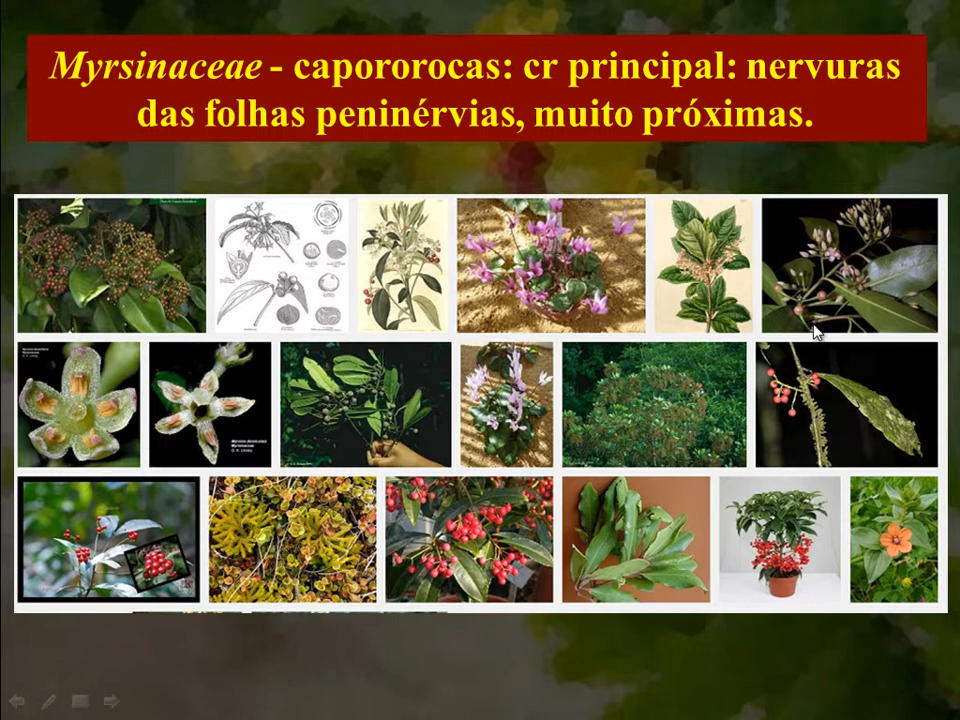 Myrsinaceae - capororocas: cr principal: nervuras
das folhas peninérvias, muito próximas.